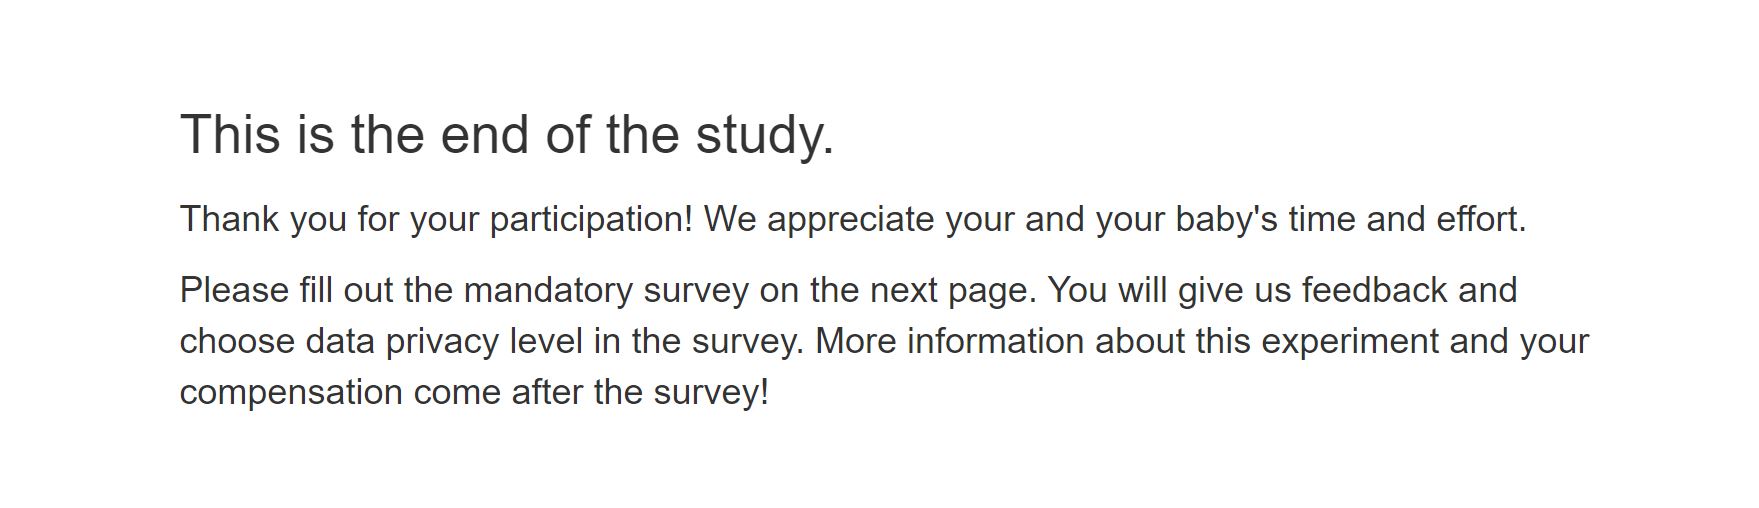 This is the end of the study.
Thank you for your participation! We appreciate your and your baby's time and effort.
Please fill out the mandatory survey on the next page. You will give us feedback and
choose data privacy level in the survey. More information about this experiment and your
compensation come after the survey!